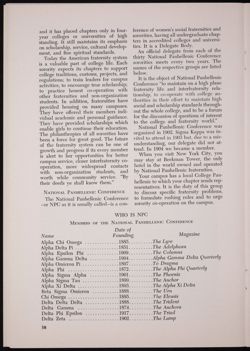 and it has placed chapters only in four-
year colleges or universities of high
standing. It still maintains its emphasis
on scholarship, service, cultural develop-
ment, and fine spiritual standards.
Today the American fraternity system
is a valuable part of college life. Each
sorority expects its chapters to uphold
college traditions, customs, projects, and
regulations; to train leaders for campus
activities, to encourage true scholarship,
to practice honest co-operation with
other fraternities and non-organization
students. In addition, fraternities have
provided housing on many campuses.
They have offered their members indi-
vidual academic and personal guidance.
They have provided scholarships which
enable girls to continue their education.
The philanthropies of all sororities have
been a force for great good. The future
of the fraternity system can be one of
growth and progress if its every member
is alert to her opportunities for better
campus service, closer interfraternity co-
operation, more widespread contacts
with non-organization students, and
worth while community service. "By
their deeds ye shall know them."
NATIONAL PANHELLENIC CONFERENCE
The National Panhellenic Conference
—or NPC as it is usually called—is a con-
ference of women's social fraternities and
sororities, having all undergraduate chap-
ters in accredited colleges and universi-
ties. It is a Delegate Body.
An official delegate from each of the
thirty National Panhellenic Conference
sororities meets every two years. The
names of the respective groups are listed
below.
It is the object of National Panhellenic
Conference "to maintain on a high plane
fraternity life and interfraternity rela-
tionship, to co-operate with college au-
thorities in their effort to maintain high
social and scholarship standards through-
out the whole college, and to be a forum
for the discussion of questions of interest
to the college and fraternity world."
National Panhellenic Conference was
organized in 1902. Sigma Kappa was in-
vited to attend in 1903 but, due to a mis-
understanding, our delegate did not at-
tend. In 1904 we became a member.
When you visit New York City, you
may stay at Beekman Tower, the only
hotel in the world owned and operated
by National Panhellenic fraternities.
Your campus has a local College Pan-
hellenic to which your chapter sends rep-
resentatives. It is the duty of this group
to discuss specific fraternity problems,
to formulate rushing rules and to urge
sorority co-operation on the campus.
WHO IS NPC
MEMBERS OF THE NATIONAL PANHELLENIC CONFERENCE
Name Date of Founding Magazine
Alpha Chi Omega 1885 The Lyre
Alpha Delta Pi 1851 The Adelphean
Alpha Epsilon Phi 1909 The Columns
Alpha Gamma Delta 1904 Alpha Gamma Delta Quarterly
Alpha Omicron Pi 1897 To Dragma
Alpha Phi 1872 The Alpha Phi Quarterly
Alpha Sigma Alpha 1901 The Phoenix
Alpha Sigma Tau 1899 The Anchor
Alpha Xi Delta 1893 The Alpha Xi Delta
Beta Sigma Omicron 1888 The Urn
Chi Omega 1895 The Eleusis
Delta Delta Delta 1888 The Trident
Delta Gamma 1874 The Anchora
Delta Phi Epsilon 1917 The Triad
Delta Zeta 1902 The Lamp
58